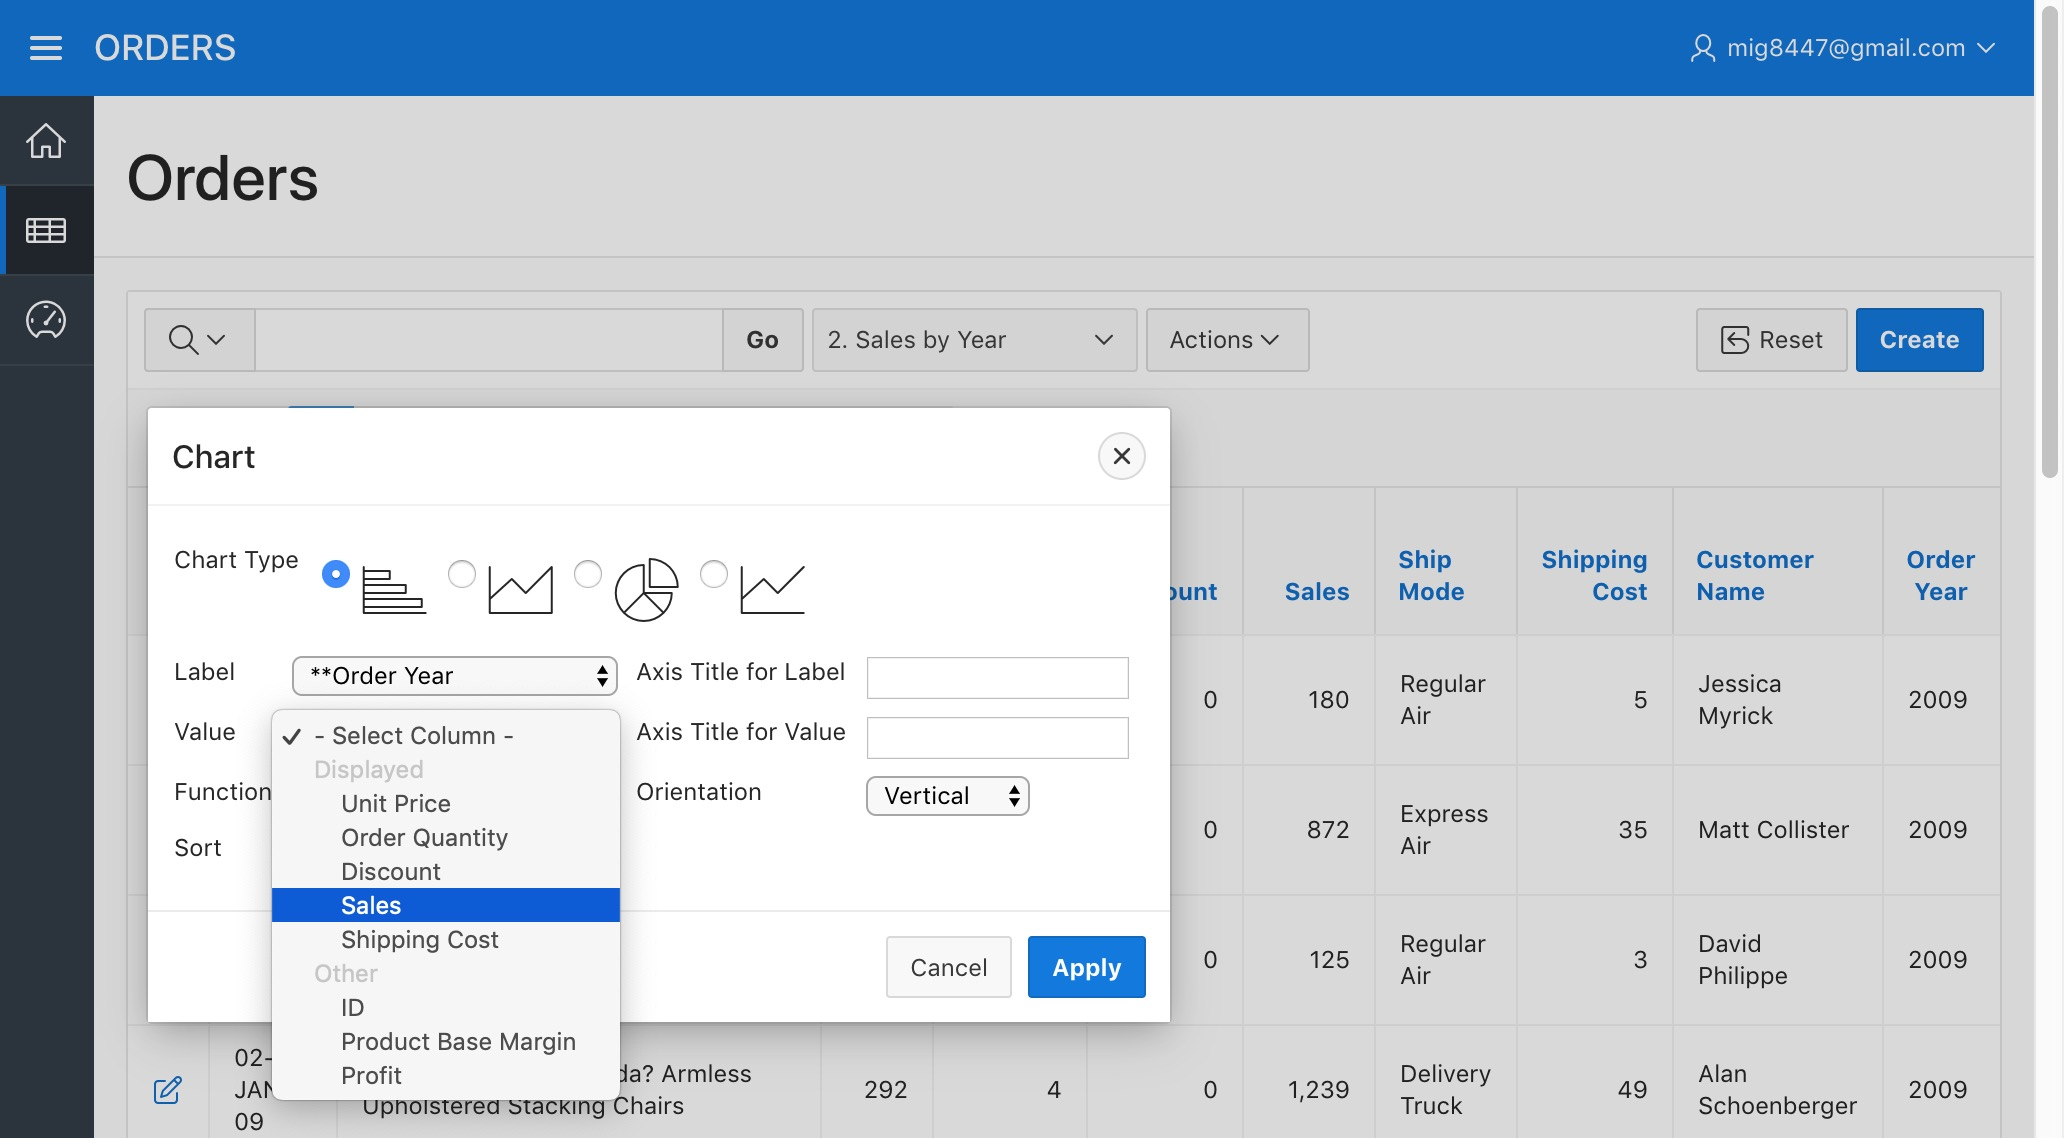 ORDERS
mig8447@gmail.com
Orders
Go
2. Sales by Year
Actions
Reset
Create
Chart
Chart Type
Label
**Order Year
Axis Title for Label
Value
Axis Title for Value
Function
Orientation
Vertical
Sort
✓ - Select Column -
Displayed
Unit Price
Order Quantity
Discount
Sales
Shipping Cost
Other
ID
Product Base Margin
Profit
Cancel
Apply
ount
Sales
Ship
Mode
Shipping
Cost
Customer
Name
Order
Year
0
180
Regular
Air
5
Jessica
Myrick
2009
0
872
Express
Air
35
Matt Collister
2009
0
125
Regular
Air
3
David
Philippe
2009
02-
JAN
09
da? Armless
Upholstered Stacking Chairs
292
4
0
1,239
Delivery
Truck
49
Alan
Schoenberger
2009